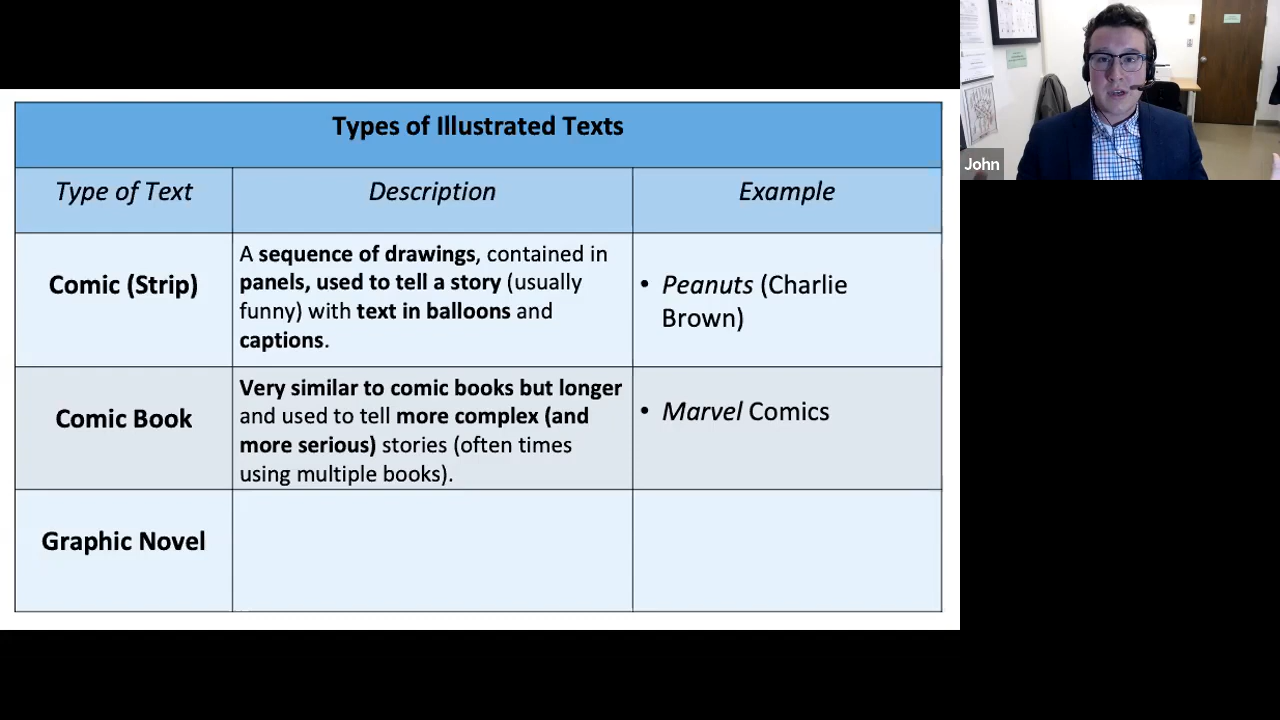 Types of Illustrated Texts
Type of Text
Description
Example
Comic (Strip)
A sequence of drawings, contained in
panels, used to tell a story (usually
funny) with text in balloons and
captions.
• Peanuts (Charlie
Brown)
Comic Book
Very similar to comic books but longer
and used to tell more complex (and
more serious) stories (often times
using multiple books).
• Marvel Comics
Graphic Novel
John